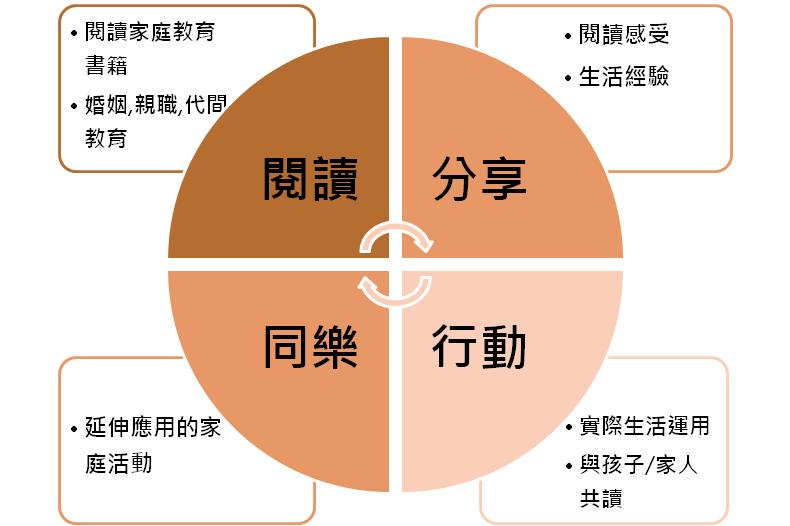 • 閱讀家庭教育
書籍
• 婚姻,親職,代間
教育
• 閱讀感受
• 生活經驗
閱讀
分享
同樂
行動
• 延伸應用的家
庭活動
• 實際生活運用
• 與孩子/家人
共讀